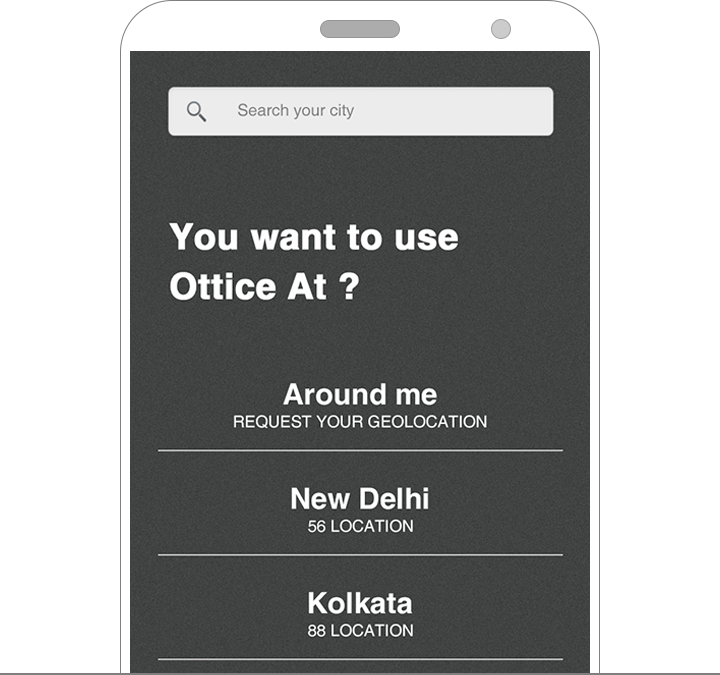 Search your city
You want to use
Ottice At ?
Around me
REQUEST YOUR GEOLOCATION
New Delhi
56 LOCATION
Kolkata
88 LOCATION